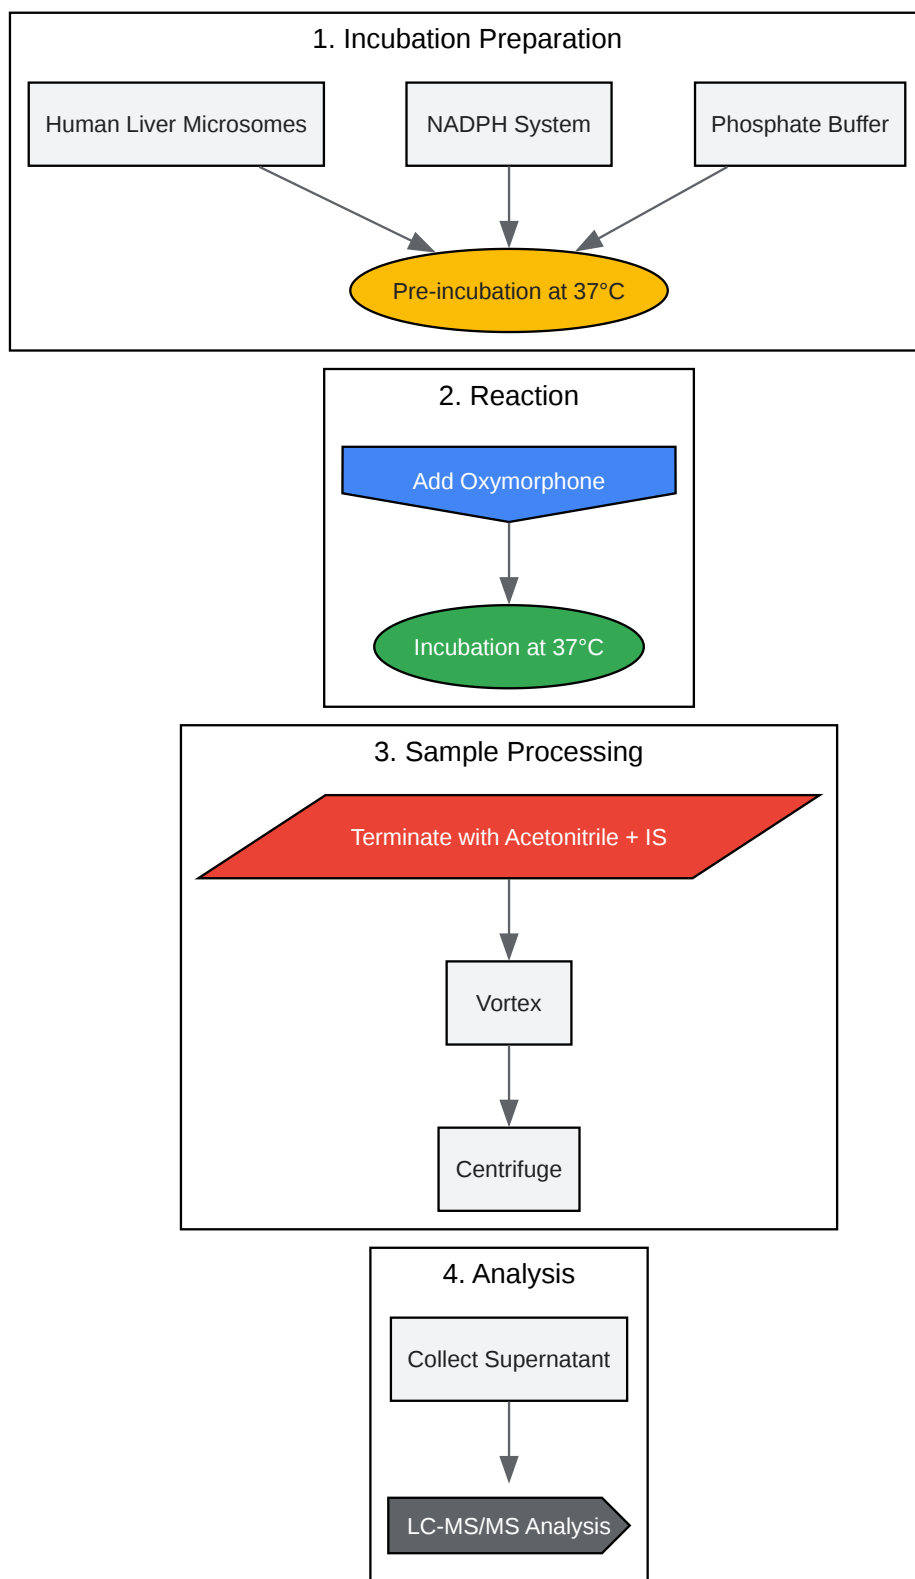 1. Incubation Preparation
Human Liver Microsomes
NADPH System
Phosphate Buffer
Pre-incubation at 37°C
2. Reaction
Add Oxymorphone
Incubation at 37°C
3. Sample Processing
Terminate with Acetonitrile + IS
Vortex
Centrifuge
4. Analysis
Collect Supernatant
LC-MS/MS Analysis